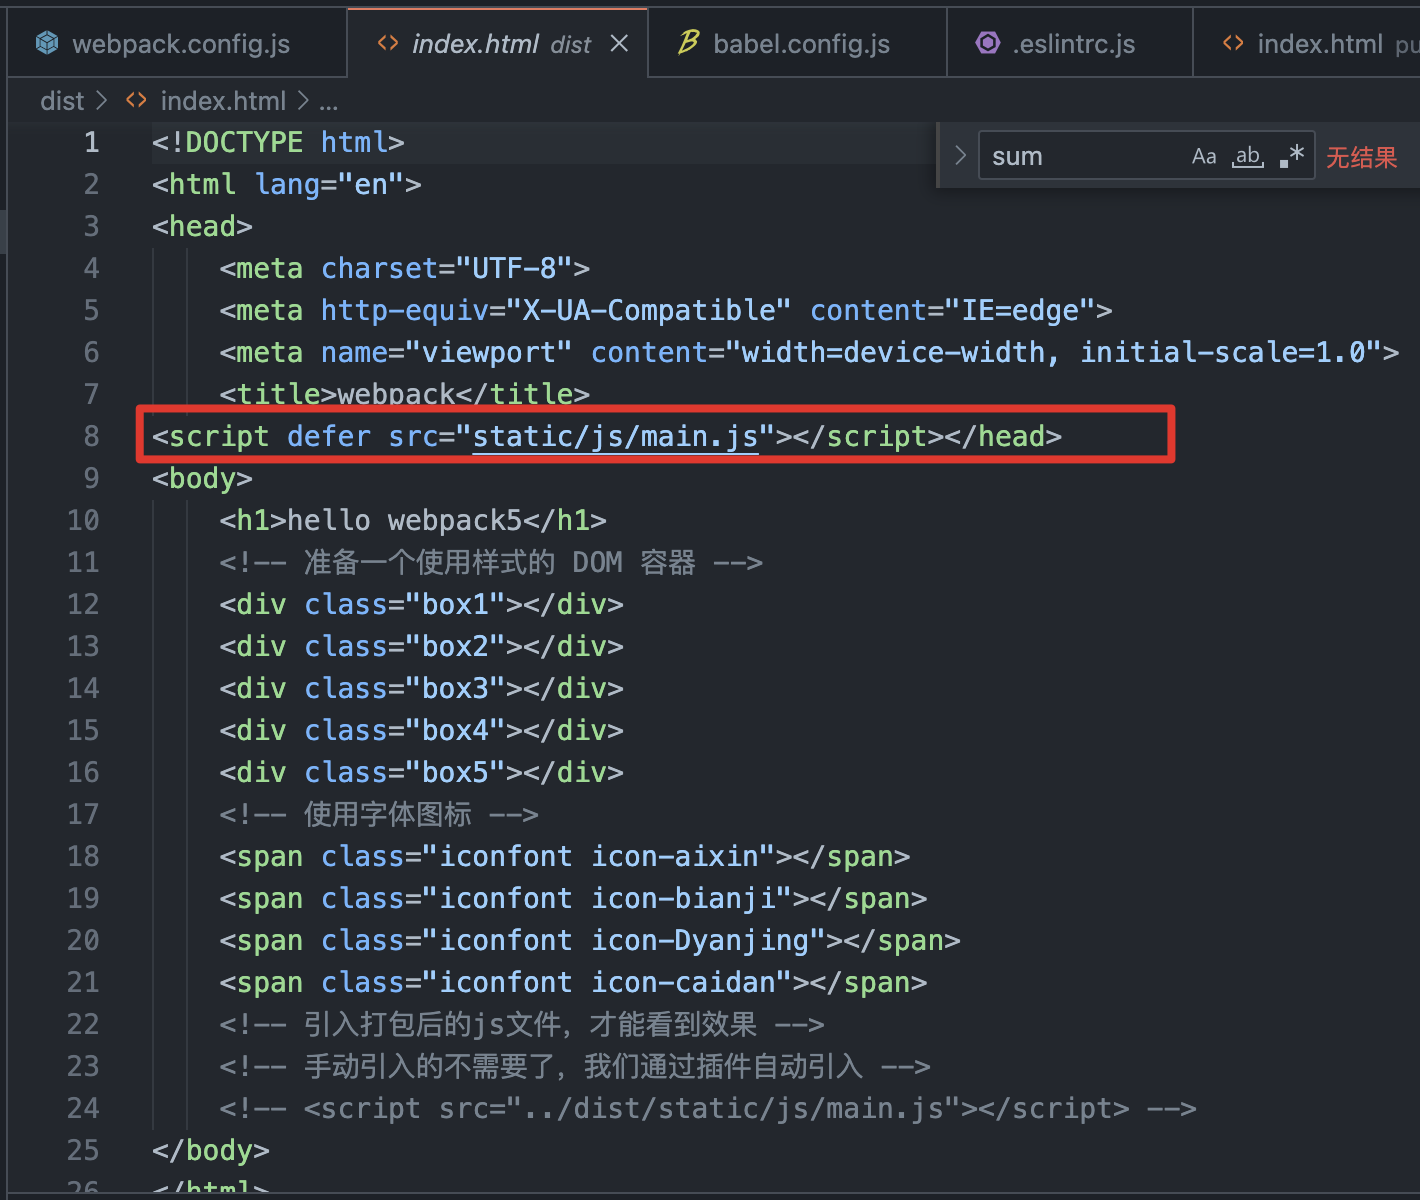 webpack.config.js
index.html dist
babel.config.js
.eslintrc.js
index.html pu
dist > index.html > ...
sum Aa ab .* 无结果
1 <!DOCTYPE html>
2 <html lang="en">
3 <head>
4 <meta charset="UTF-8">
5 <meta http-equiv="X-UA-Compatible" content="IE=edge">
6 <meta name="viewport" content="width=device-width, initial-scale=1.0">
7 <title>webpack</title>
8 <script defer src="static/js/main.js"></script></head>
9 <body>
10 <h1>hello webpack5</h1>
11 <!-- 准备一个使用样式的 DOM 容器 -->
12 <div class="box1"></div>
13 <div class="box2"></div>
14 <div class="box3"></div>
15 <div class="box4"></div>
16 <div class="box5"></div>
17 <!-- 使用字体图标 -->
18 <span class="iconfont icon-aixin"></span>
19 <span class="iconfont icon-bianji"></span>
20 <span class="iconfont icon-Dyanjing"></span>
21 <span class="iconfont icon-caidan"></span>
22 <!-- 引入打包后的js文件，才能看到效果 -->
23 <!-- 手动引入的不需要了，我们通过插件自动引入 -->
24 <!-- <script src="../dist/static/js/main.js"></script> -->
25 </body>
26 </html>